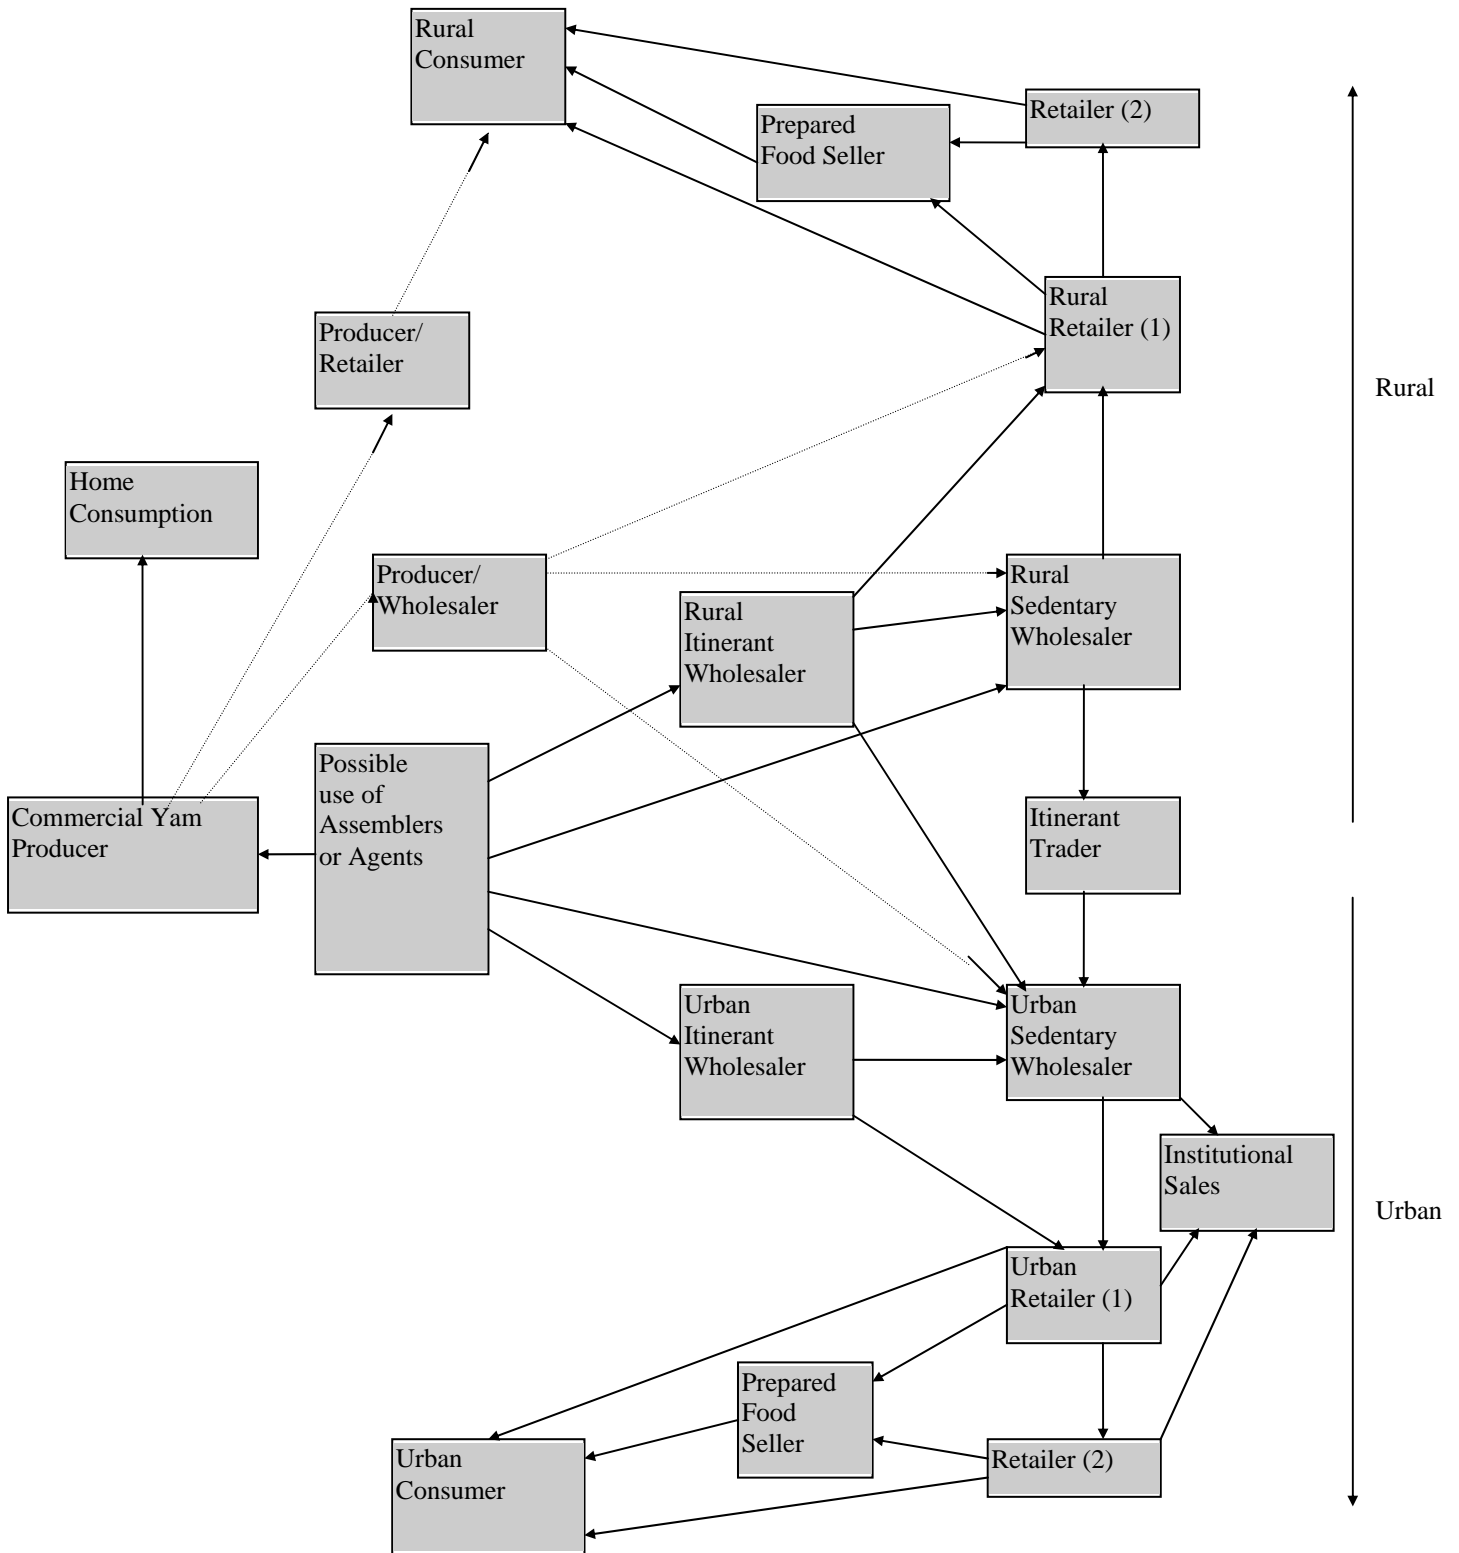 Rural
Consumer
Retailer (2)
Prepared
Food Seller
Rural
Retailer (1)
Producer/
Retailer
Rural
Home
Consumption
Producer/
Wholesaler
Rural
Itinerant
Wholesaler
Rural
Sedentary
Wholesaler
Possible
use of
Assemblers
or Agents
Commercial Yam
Producer
Itinerant
Trader
Urban
Itinerant
Wholesaler
Urban
Sedentary
Wholesaler
Institutional
Sales
Urban
Urban
Retailer (1)
Prepared
Food
Seller
Retailer (2)
Urban
Consumer